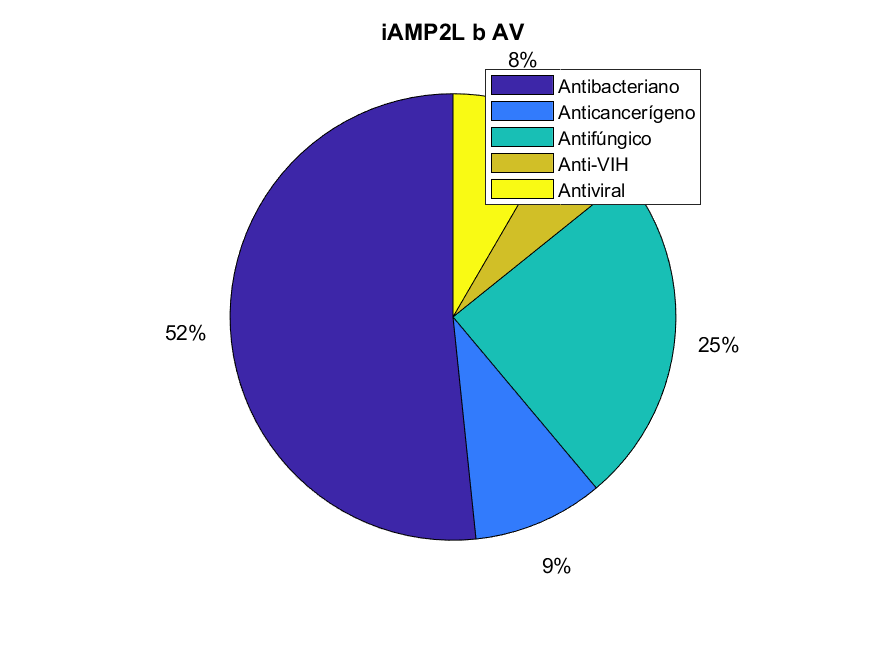 iAMP2L b AV
8%
Antibacteriano
Anticancerígeno
Antifúngico
Anti-VIH
Antiviral
52%
25%
9%